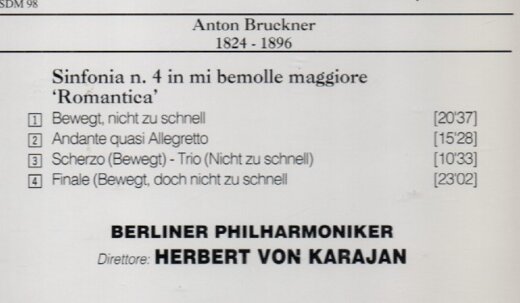 SDM 98
Anton Bruckner
1824 - 1896
Sinfonia n. 4 in mi bemolle maggiore
‘Romantica’
1 Bewegt, nicht zu schnell [20'37]
2 Andante quasi Allegretto [15'28]
3 Scherzo (Bewegt) - Trio (Nicht zu schnell) [10'33]
4 Finale (Bewegt, doch nicht zu schnell [23'02]
BERLINER PHILHARMONIKER
Direttore: HERBERT VON KARAJAN